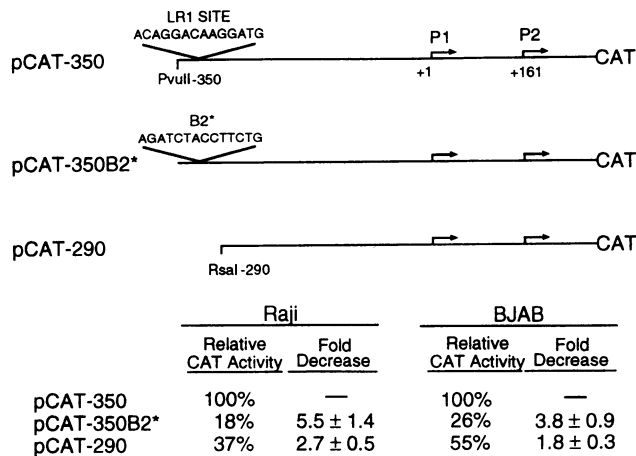 LR1 SITE
ACAGGACAAGGATG
pCAT-350 P1 P2 CAT
PvuII-350 +1 +161
B2*
AGATCTACCTTCTG
pCAT-350B2* CAT
pCAT-290 CAT
RsaI-290
Raji BJAB
Relative CAT Activity Fold Decrease Relative CAT Activity Fold Decrease
pCAT-350 100% — 100% —
pCAT-350B2* 18% 5.5 ± 1.4 26% 3.8 ± 0.9
pCAT-290 37% 2.7 ± 0.5 55% 1.8 ± 0.3